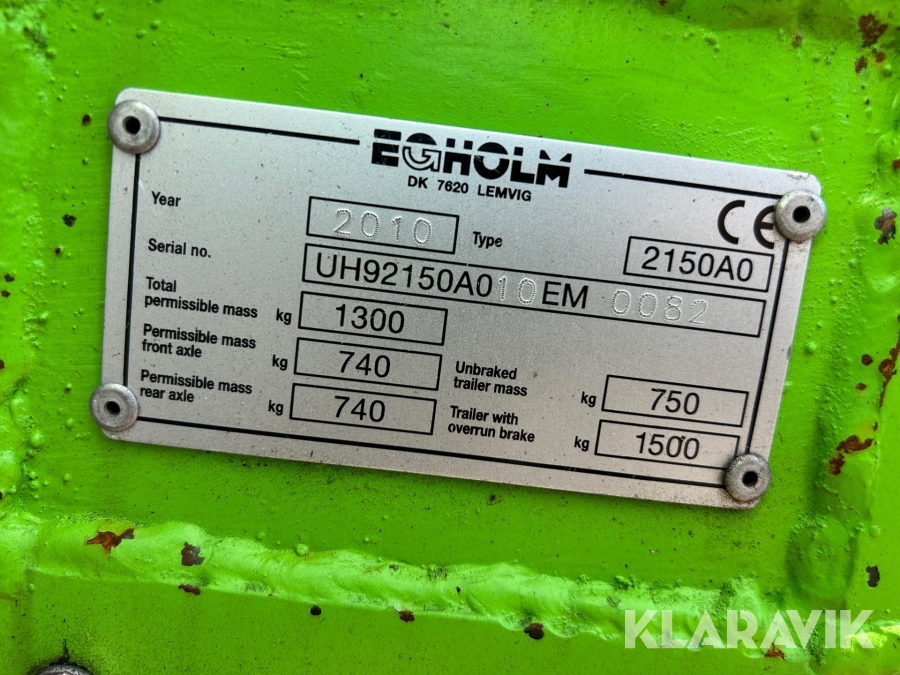 EGHOLM
DK 7620 LEMVIG
CE
Year 2010 Type 2150A0
Serial no. UH92150A010EM 0082
Total
permissible mass kg 1300
Permissible mass
front axle kg 740
Unbraked
trailer mass kg 750
Permissible mass
rear axle kg 740
Trailer with
overrun brake kg 1500
KLARAVIK